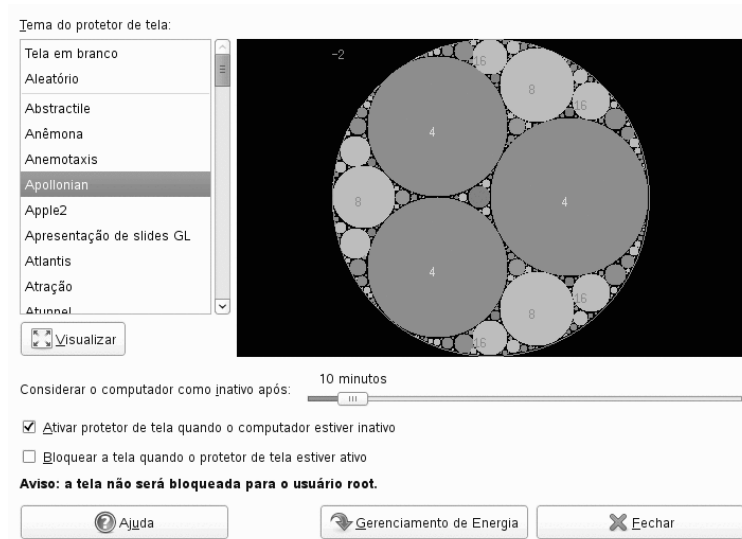 Tema do protetor de tela:
Tela em branco
Aleatório
Abstractile
Anêmona
Anemotaxis
Apollonian
Apple2
Apresentação de slides GL
Atlantis
Atração
Atunnel
Visualizar
-2
16
8
16
4
8
4
4
16
8
16
Considerar o computador como inativo após:
10 minutos
Ativar protetor de tela quando o computador estiver inativo
Bloquear a tela quando o protetor de tela estiver ativo
Aviso: a tela não será bloqueada para o usuário root.
Ajuda
Gerenciamento de Energia
Fechar